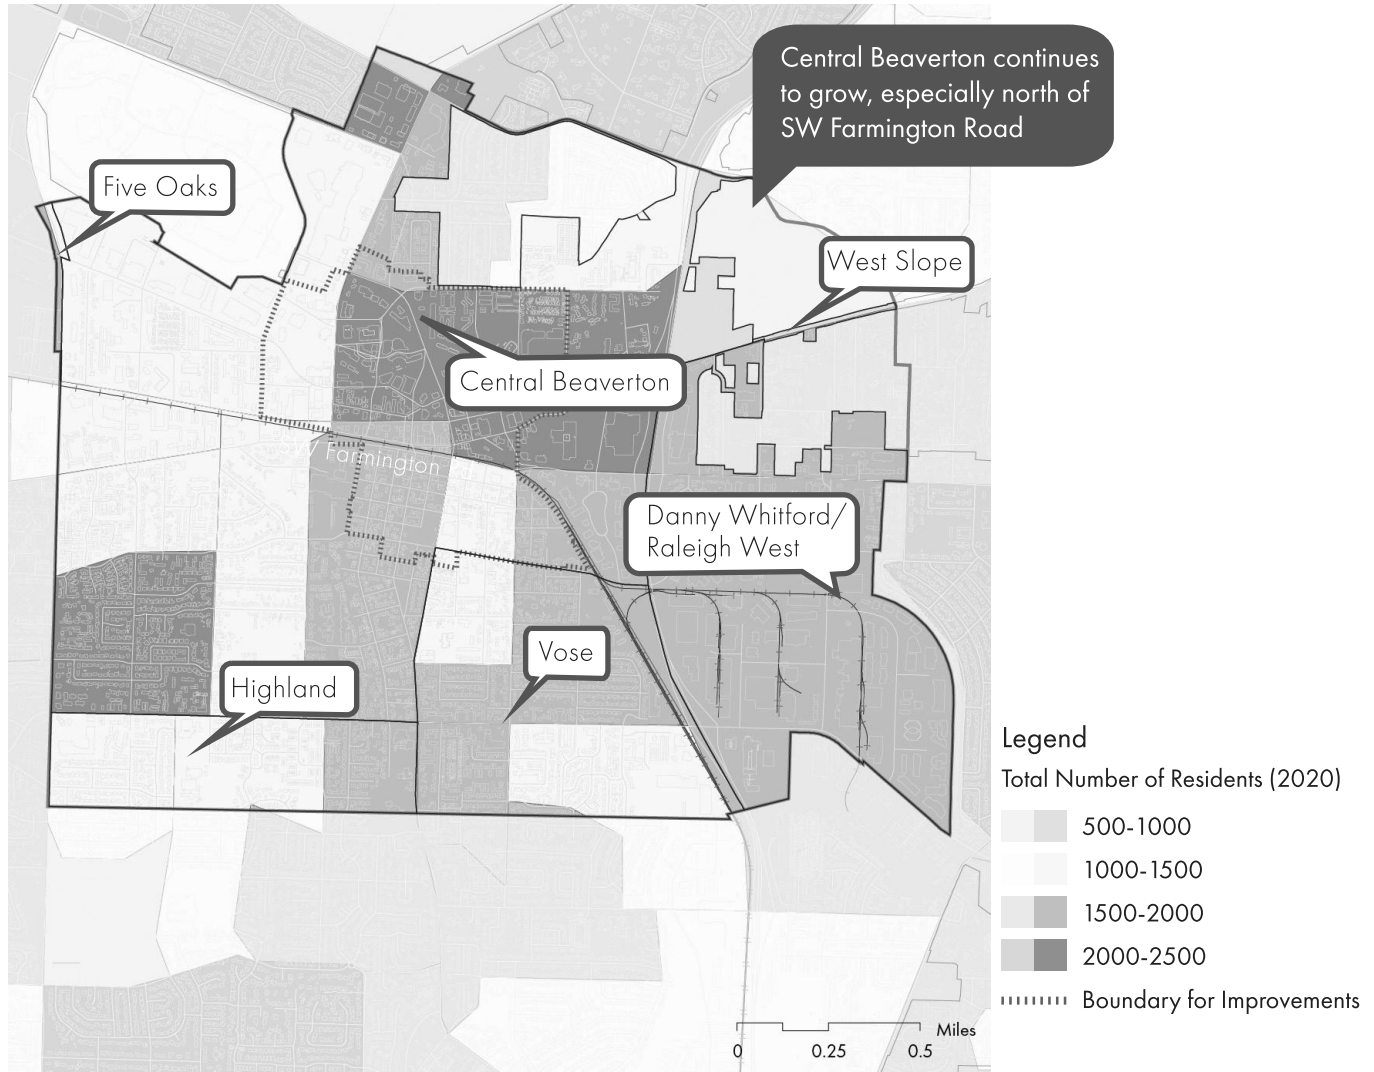 Central Beaverton continues
to grow, especially north of
SW Farmington Road
Five Oaks
West Slope
Central Beaverton
SW Farmington
Danny Whitford/
Raleigh West
Vose
Highland
Legend
Total Number of Residents (2020)
500-1000
1000-1500
1500-2000
2000-2500
Boundary for Improvements
Miles
0 0.25 0.5